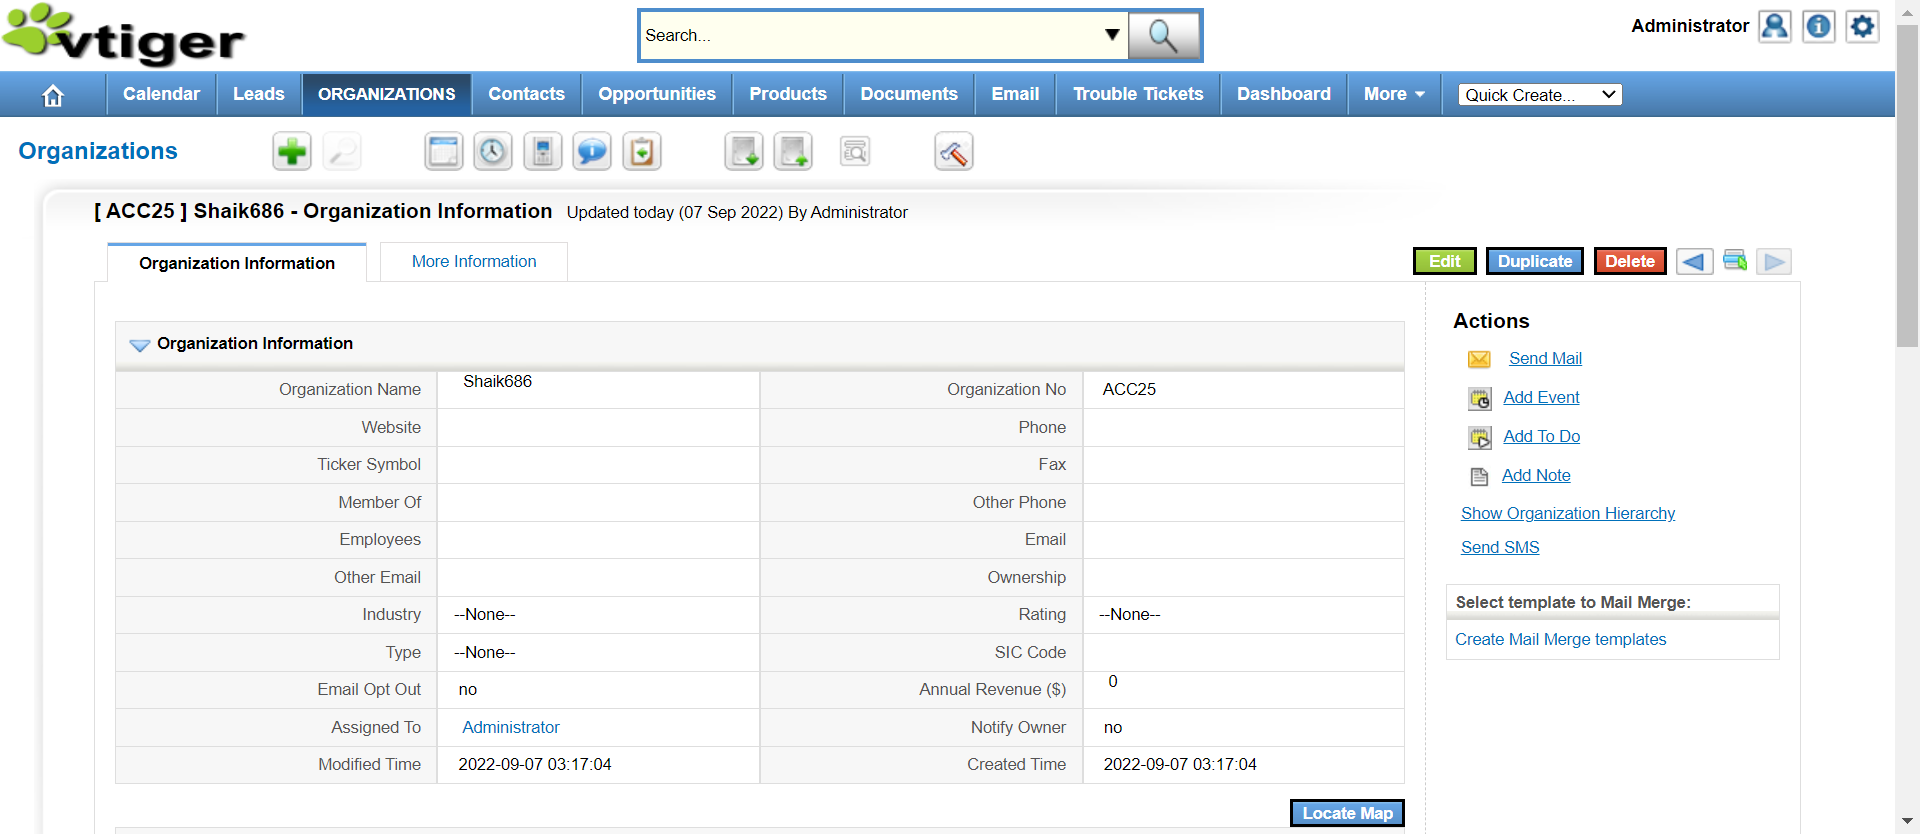 vtiger
Search...
Administrator
Calendar Leads ORGANIZATIONS Contacts Opportunities Products Documents Email Trouble Tickets Dashboard More Quick Create...
Organizations
[ ACC25 ] Shaik686 - Organization Information Updated today (07 Sep 2022) By Administrator
Organization Information More Information Edit Duplicate Delete
Organization Information
Organization Name Shaik686 Organization No ACC25
Website Phone
Ticker Symbol Fax
Member Of Other Phone
Employees Email
Other Email Ownership
Industry --None-- Rating --None--
Type --None-- SIC Code
Email Opt Out no Annual Revenue ($) 0
Assigned To Administrator Notify Owner no
Modified Time 2022-09-07 03:17:04 Created Time 2022-09-07 03:17:04
Locate Map
Actions
Send Mail
Add Event
Add To Do
Add Note
Show Organization Hierarchy
Send SMS
Select template to Mail Merge:
Create Mail Merge templates